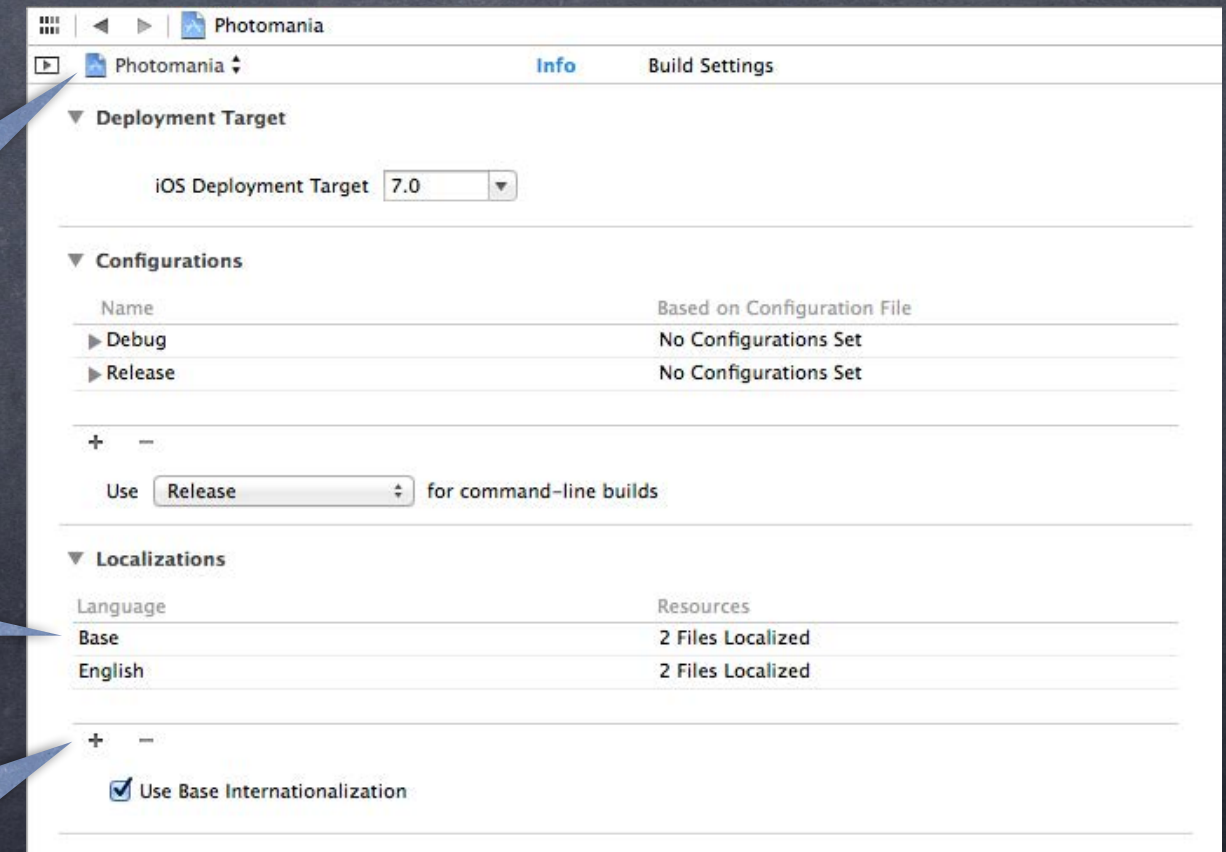 Photomania
Photomania Info Build Settings
Deployment Target
iOS Deployment Target 7.0
Configurations
Name Based on Configuration File
Debug No Configurations Set
Release No Configurations Set
+ −
Use Release for command-line builds
Localizations
Language Resources
Base 2 Files Localized
English 2 Files Localized
+ −
Use Base Internationalization